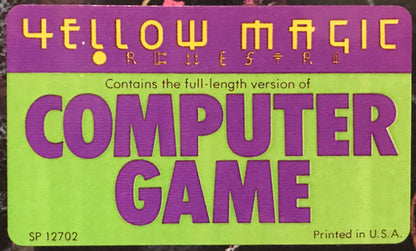 YELLOW MAGIC
ORCHESTRA
Contains the full-length version of
COMPUTER
GAME
SP 12702
Printed in U.S.A.